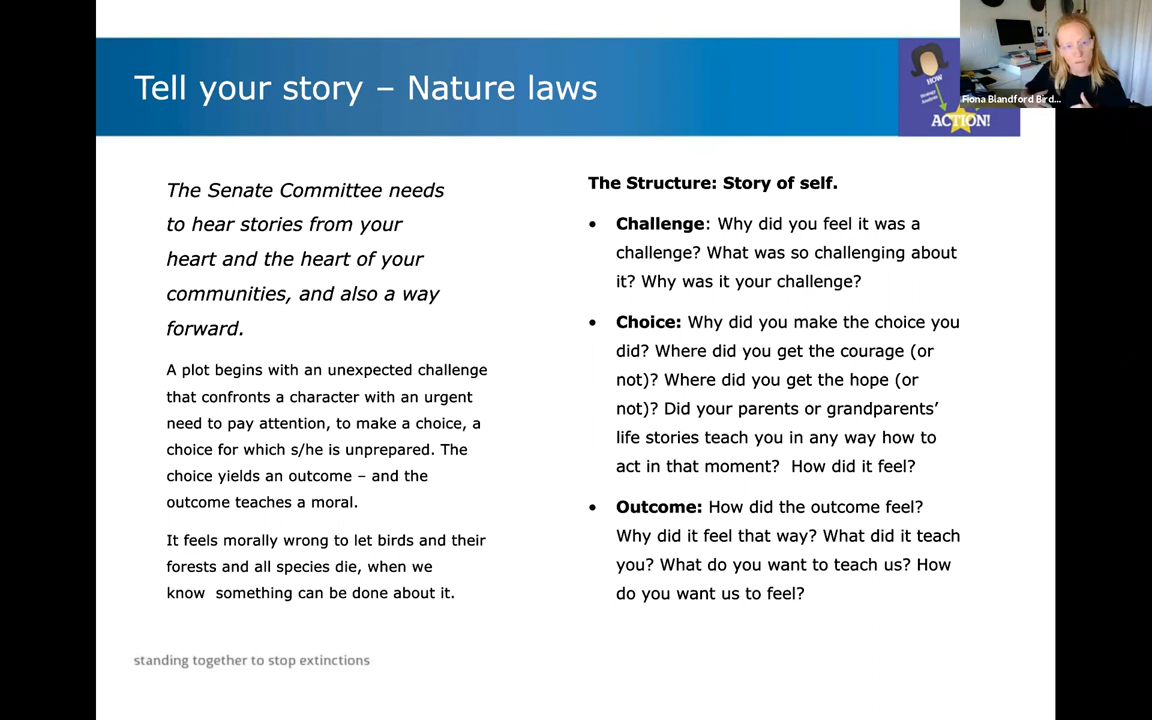 Tell your story – Nature laws
HOW
Strategy
Analysis
ACTION!
Fiona Blandford Bird...
The Senate Committee needs
to hear stories from your
heart and the heart of your
communities, and also a way
forward.
A plot begins with an unexpected challenge
that confronts a character with an urgent
need to pay attention, to make a choice, a
choice for which s/he is unprepared. The
choice yields an outcome – and the
outcome teaches a moral.
It feels morally wrong to let birds and their
forests and all species die, when we
know  something can be done about it.
The Structure: Story of self.
• Challenge: Why did you feel it was a
challenge? What was so challenging about
it? Why was it your challenge?
• Choice: Why did you make the choice you
did? Where did you get the courage (or
not)? Where did you get the hope (or
not)? Did your parents or grandparents’
life stories teach you in any way how to
act in that moment?  How did it feel?
• Outcome: How did the outcome feel?
Why did it feel that way? What did it teach
you? What do you want to teach us? How
do you want us to feel?
standing together to stop extinctions